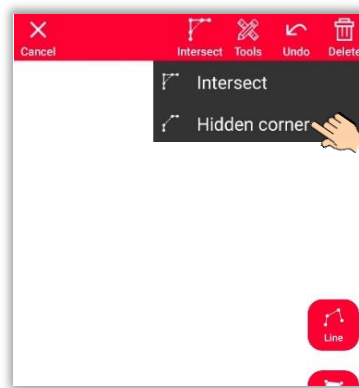 Cancel
Intersect Tools Undo Delete
Intersect
Hidden corner
Line